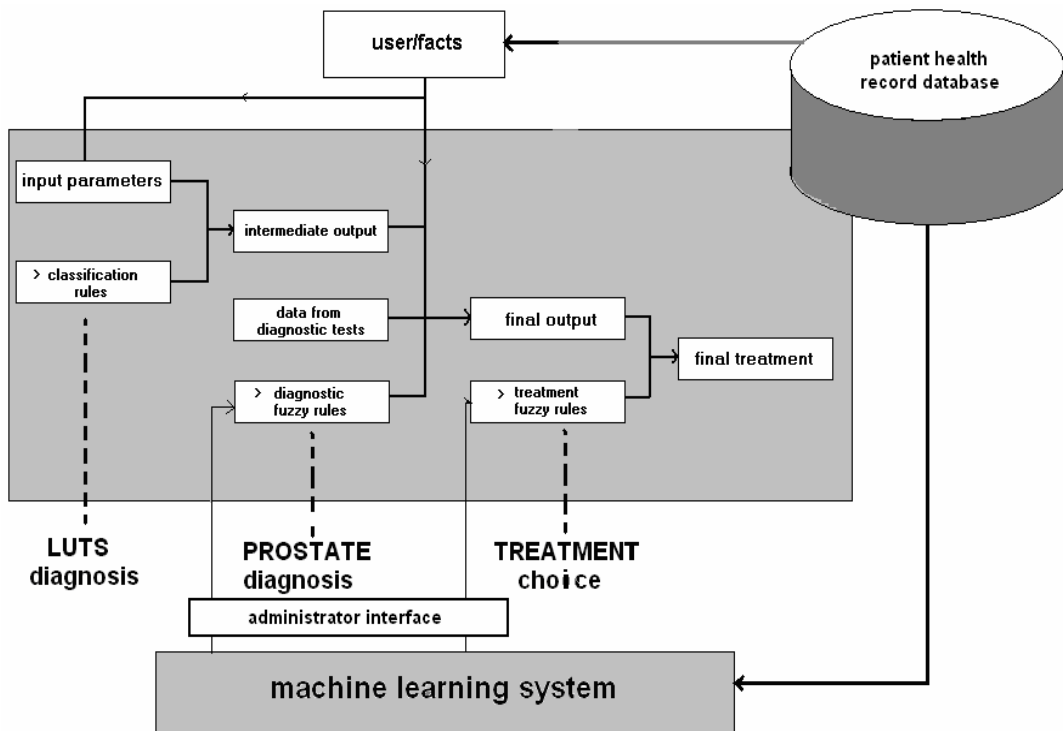 user/facts
patient health
record database
input parameters
intermediate output
> classification
rules
data from
diagnostic tests
final output
final treatment
> diagnostic
fuzzy rules
> treatment
fuzzy rules
LUTS
diagnosis
PROSTATE
diagnosis
TREATMENT
choice
administrator interface
machine learning system